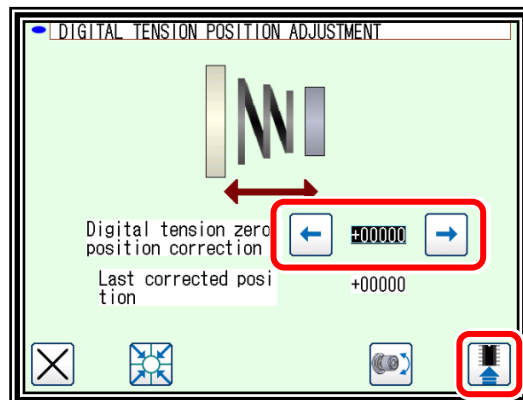 DIGITAL TENSION POSITION ADJUSTMENT
Digital tension zero
position correction
+00000
Last corrected posi
tion
+00000